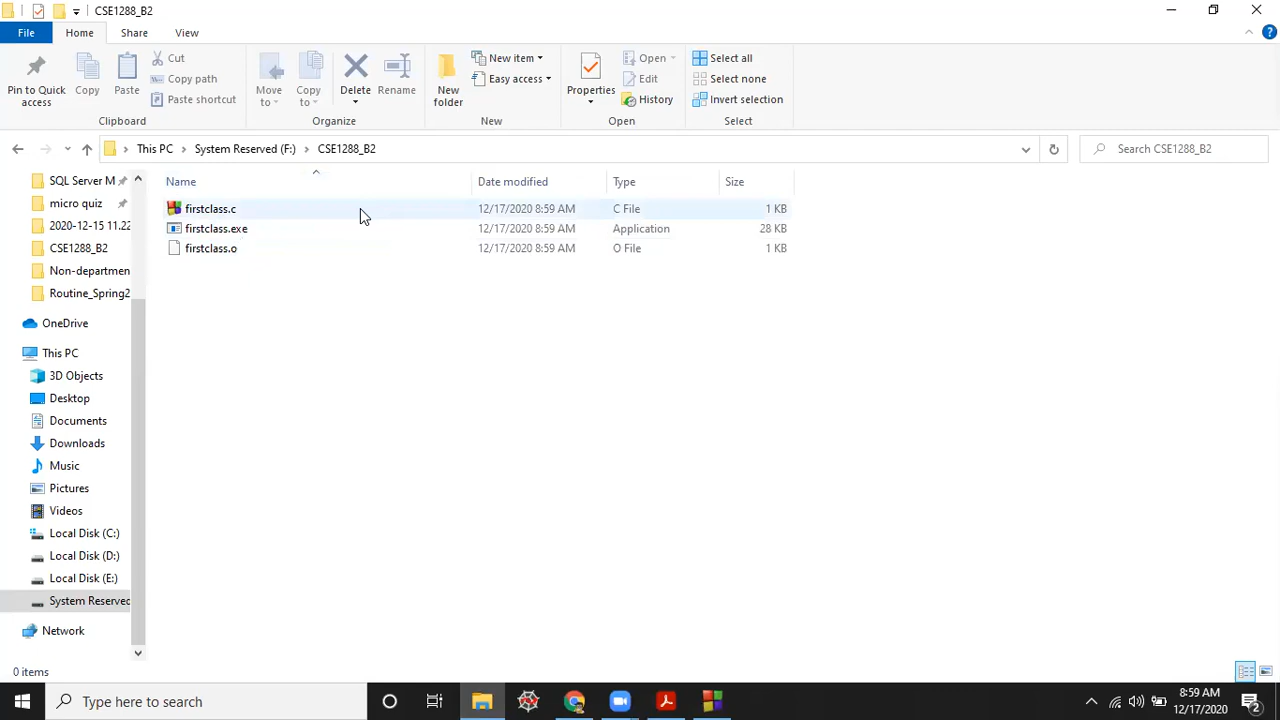 CSE1288_B2
File Home Share View
Pin to Quick access
Copy
Paste
Cut
Copy path
Paste shortcut
Clipboard
Move to
Copy to
Delete
Rename
Organize
New folder
New item
Easy access
New
Properties
Open
Edit
History
Open
Select all
Select none
Invert selection
Select
This PC System Reserved (F:) CSE1288_B2
Search CSE1288_B2
SQL Server M
micro quiz
2020-12-15 11.22
CSE1288_B2
Non-departmen
Routine_Spring2
OneDrive
This PC
3D Objects
Desktop
Documents
Downloads
Music
Pictures
Videos
Local Disk (C:)
Local Disk (D:)
Local Disk (E:)
System Reserved
Network
Name Date modified Type Size
firstclass.c 12/17/2020 8:59 AM C File 1 KB
firstclass.exe 12/17/2020 8:59 AM Application 28 KB
firstclass.o 12/17/2020 8:59 AM O File 1 KB
0 items
Type here to search
8:59 AM
12/17/2020
2